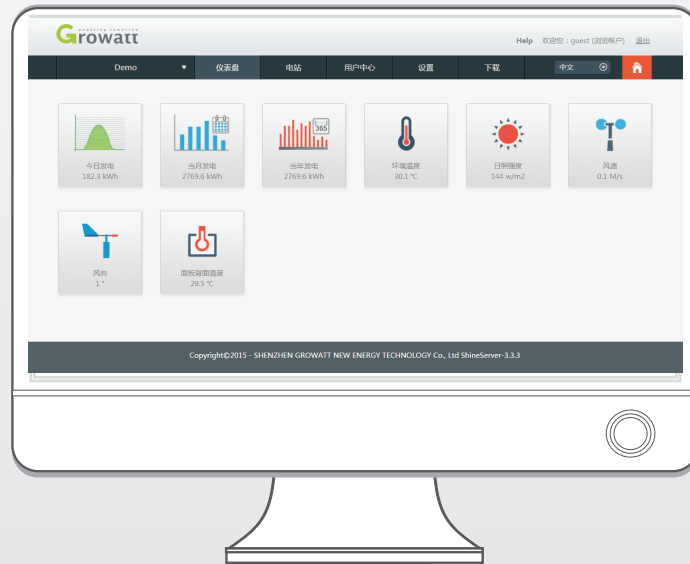 powering tomorrow
Growatt
Help 欢迎您：guest (浏览帐户) 退出
Demo 仪表盘 电站 用户中心 设置 下载 中文
365
今日发电 当月发电 当年发电 环境温度 日照强度 风速
182.3 kWh 2769.6 kWh 2769.6 kWh 30.1 ℃ 144 w/m2 0.1 M/s
风向 面板背面温度
1 ° 29.5 ℃
Copyright©2015 - SHENZHEN GROWATT NEW ENERGY TECHNOLOGY Co., Ltd ShineServer-3.3.3